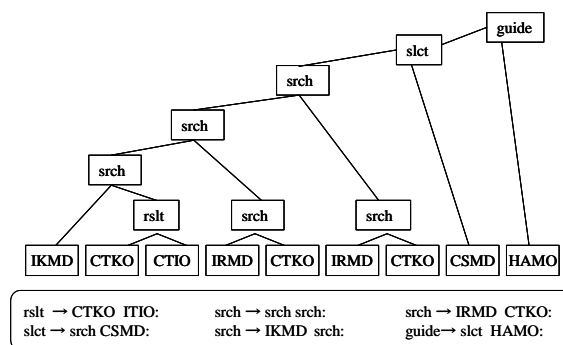 guide
slct
srch
srch
srch
rslt srch srch
IKMD CTKO CTIO IRMD CTKO IRMD CTKO CSMD HAMO
rslt → CTKO ITIO: srch → srch srch: srch → IRMD CTKO:
slct → srch CSMD: srch → IKMD srch: guide→ slct HAMO: